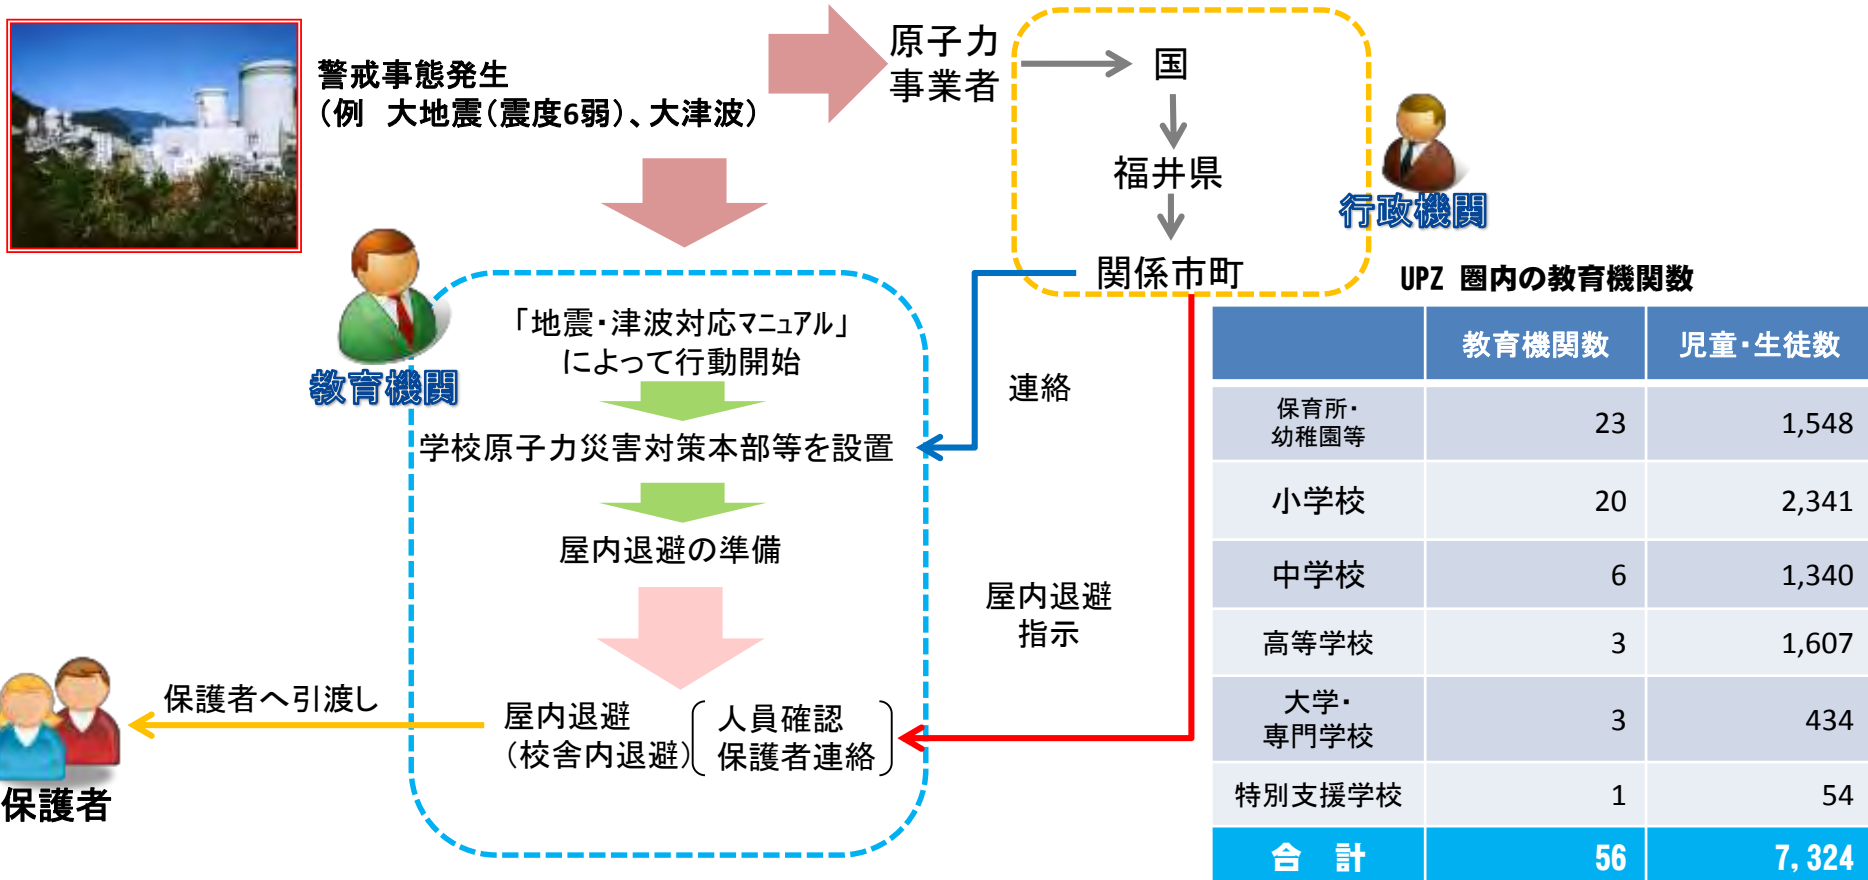 警戒事態発生
(例　大地震(震度6弱)、大津波)
原子力
事業者
国
福井県
関係市町
行政機関
教育機関
「地震・津波対応マニュアル」
によって行動開始
学校原子力災害対策本部等を設置
屋内退避の準備
屋内退避
(校舎内退避)
人員確認
保護者連絡
連絡
屋内退避
指示
保護者へ引渡し
保護者
UPZ 圏内の教育機関数
教育機関数 児童・生徒数
保育所・
幼稚園等 23 1,548
小学校 20 2,341
中学校 6 1,340
高等学校 3 1,607
大学・
専門学校 3 434
特別支援学校 1 54
合　計 56 7,324